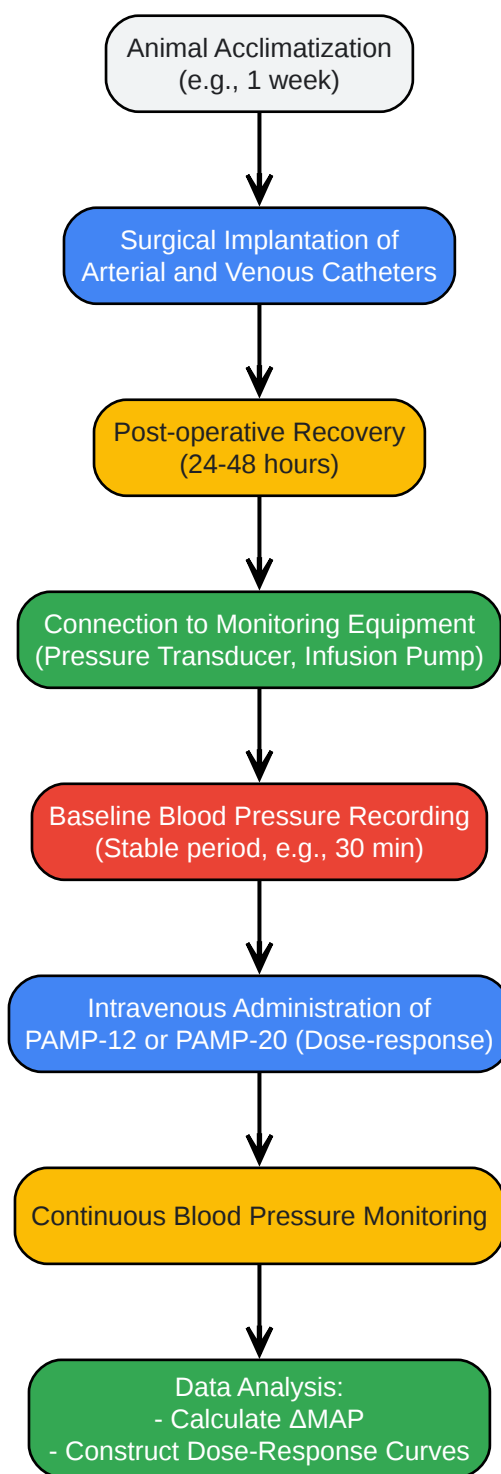 Animal Acclimatization
(e.g., 1 week)
Surgical Implantation of
Arterial and Venous Catheters
Post-operative Recovery
(24-48 hours)
Connection to Monitoring Equipment
(Pressure Transducer, Infusion Pump)
Baseline Blood Pressure Recording
(Stable period, e.g., 30 min)
Intravenous Administration of
PAMP-12 or PAMP-20 (Dose-response)
Continuous Blood Pressure Monitoring
Data Analysis:
- Calculate ΔMAP
- Construct Dose-Response Curves